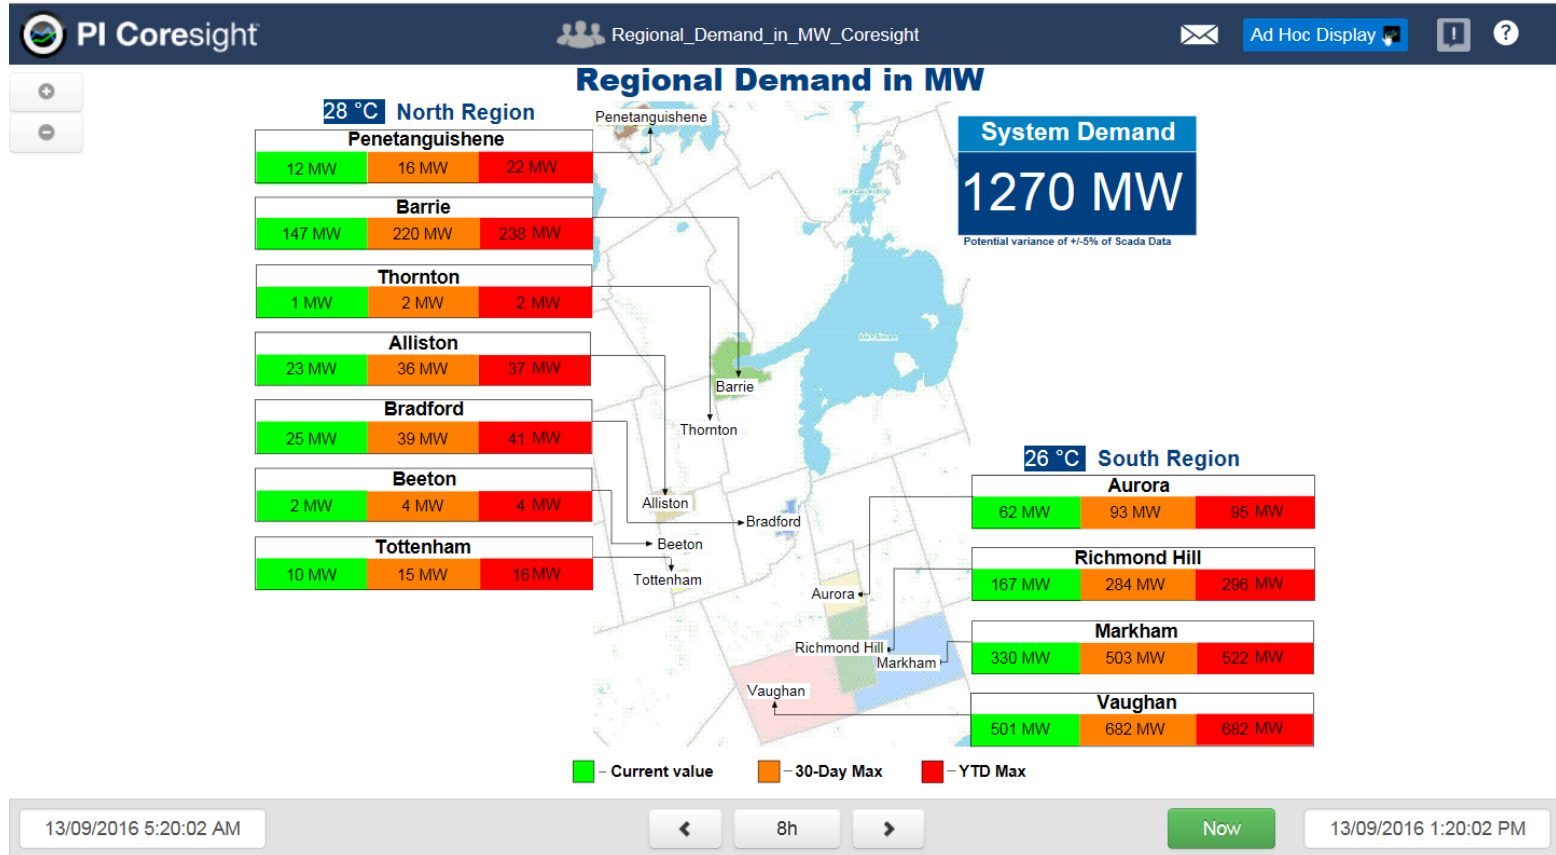 PI Coresight
Regional_Demand_in_MW_Coresight
Ad Hoc Display
!
?
Regional Demand in MW
28 °C North Region
Penetanguishene
12 MW 16 MW 22 MW
Barrie
147 MW 220 MW 238 MW
Thornton
1 MW 2 MW 2 MW
Alliston
23 MW 36 MW 37 MW
Bradford
25 MW 39 MW 41 MW
Beeton
2 MW 4 MW 4 MW
Tottenham
10 MW 15 MW 16 MW
Penetanguishene
Barrie
Thornton
Alliston
Bradford
Beeton
Tottenham
Aurora
Richmond Hill
Markham
Vaughan
System Demand
1270 MW
Potential variance of +/-5% of Scada Data
26 °C South Region
Aurora
62 MW 93 MW 95 MW
Richmond Hill
167 MW 284 MW 296 MW
Markham
330 MW 503 MW 522 MW
Vaughan
501 MW 682 MW 682 MW
– Current value – 30-Day Max – YTD Max
13/09/2016 5:20:02 AM
8h
Now
13/09/2016 1:20:02 PM